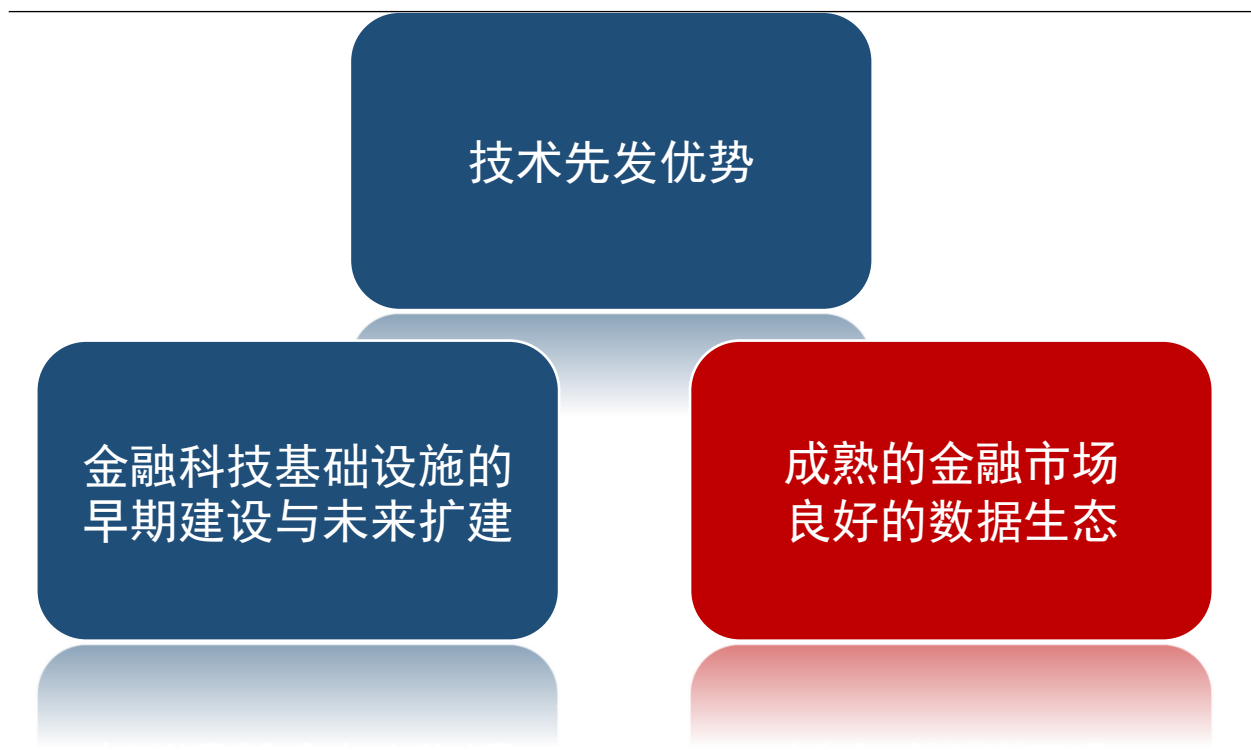 技术先发优势
金融科技基础设施的
早期建设与未来扩建
成熟的金融市场
良好的数据生态